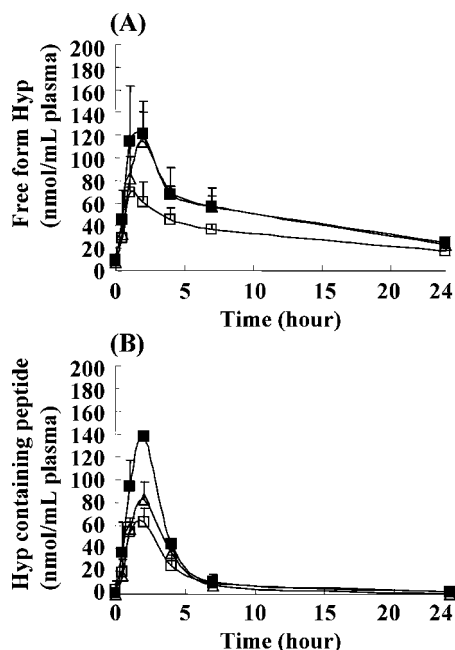 (A)
Free form Hyp
(nmol/mL plasma)
200
180
160
140
120
100
80
60
40
20
0
0 5 10 15 20 24
Time (hour)
(B)
Hyp containing peptide
(nmol/mL plasma)
200
180
160
140
120
100
80
60
40
20
0
0 5 10 15 20 24
Time (hour)